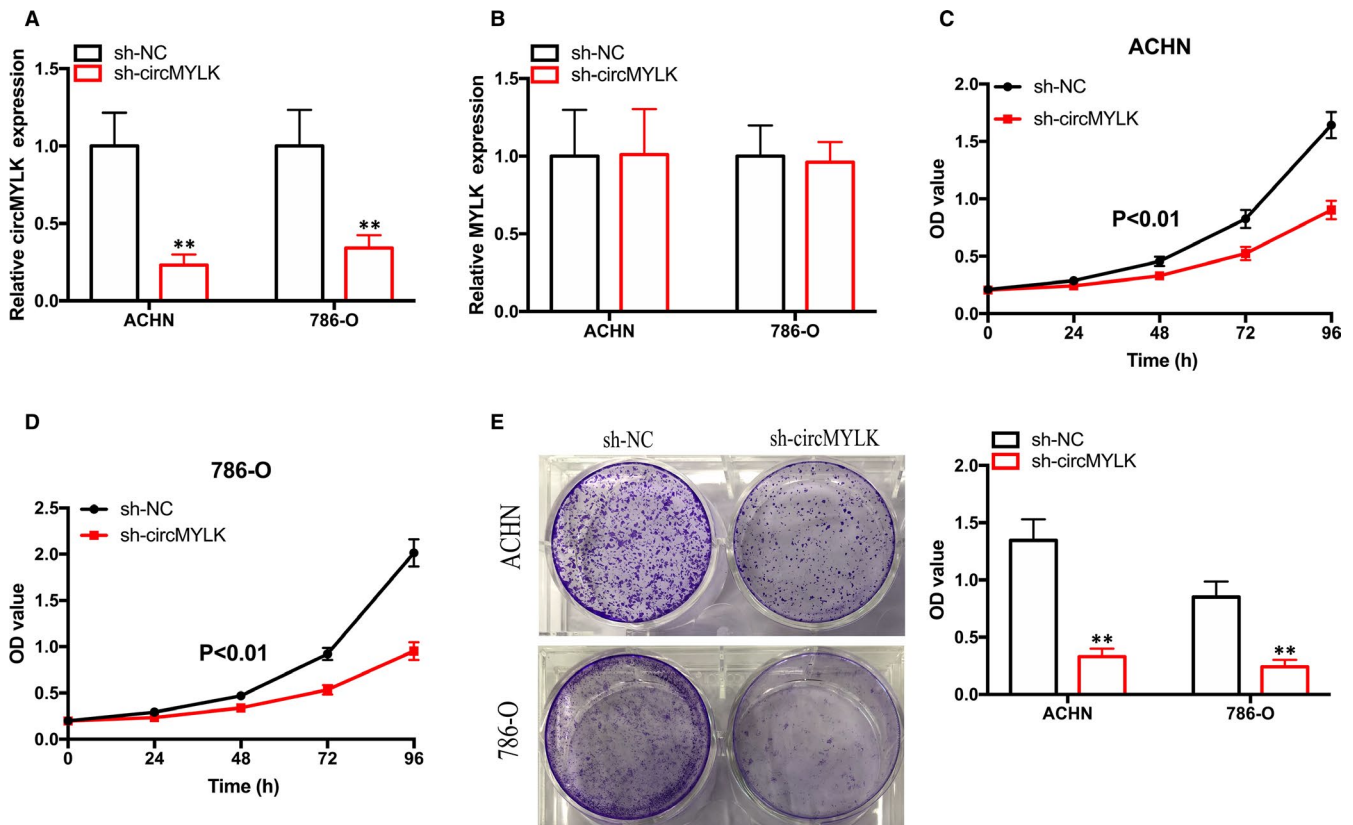 A
sh-NC
sh-circMYLK
Relative circMYLK expression
1.5
1.0
0.5
0.0
**
**
ACHN
786-O
B
sh-NC
sh-circMYLK
Relative MYLK expression
1.5
1.0
0.5
0.0
ACHN
786-O
C
ACHN
sh-NC
sh-circMYLK
OD value
2.0
1.5
1.0
0.5
0.0
P<0.01
0 24 48 72 96
Time (h)
D
786-O
sh-NC
sh-circMYLK
OD value
2.5
2.0
1.5
1.0
0.5
0.0
P<0.01
0 24 48 72 96
Time (h)
E
sh-NC sh-circMYLK
ACHN
786-O
sh-NC
sh-circMYLK
OD value
2.0
1.5
1.0
0.5
0.0
**
**
ACHN
786-O